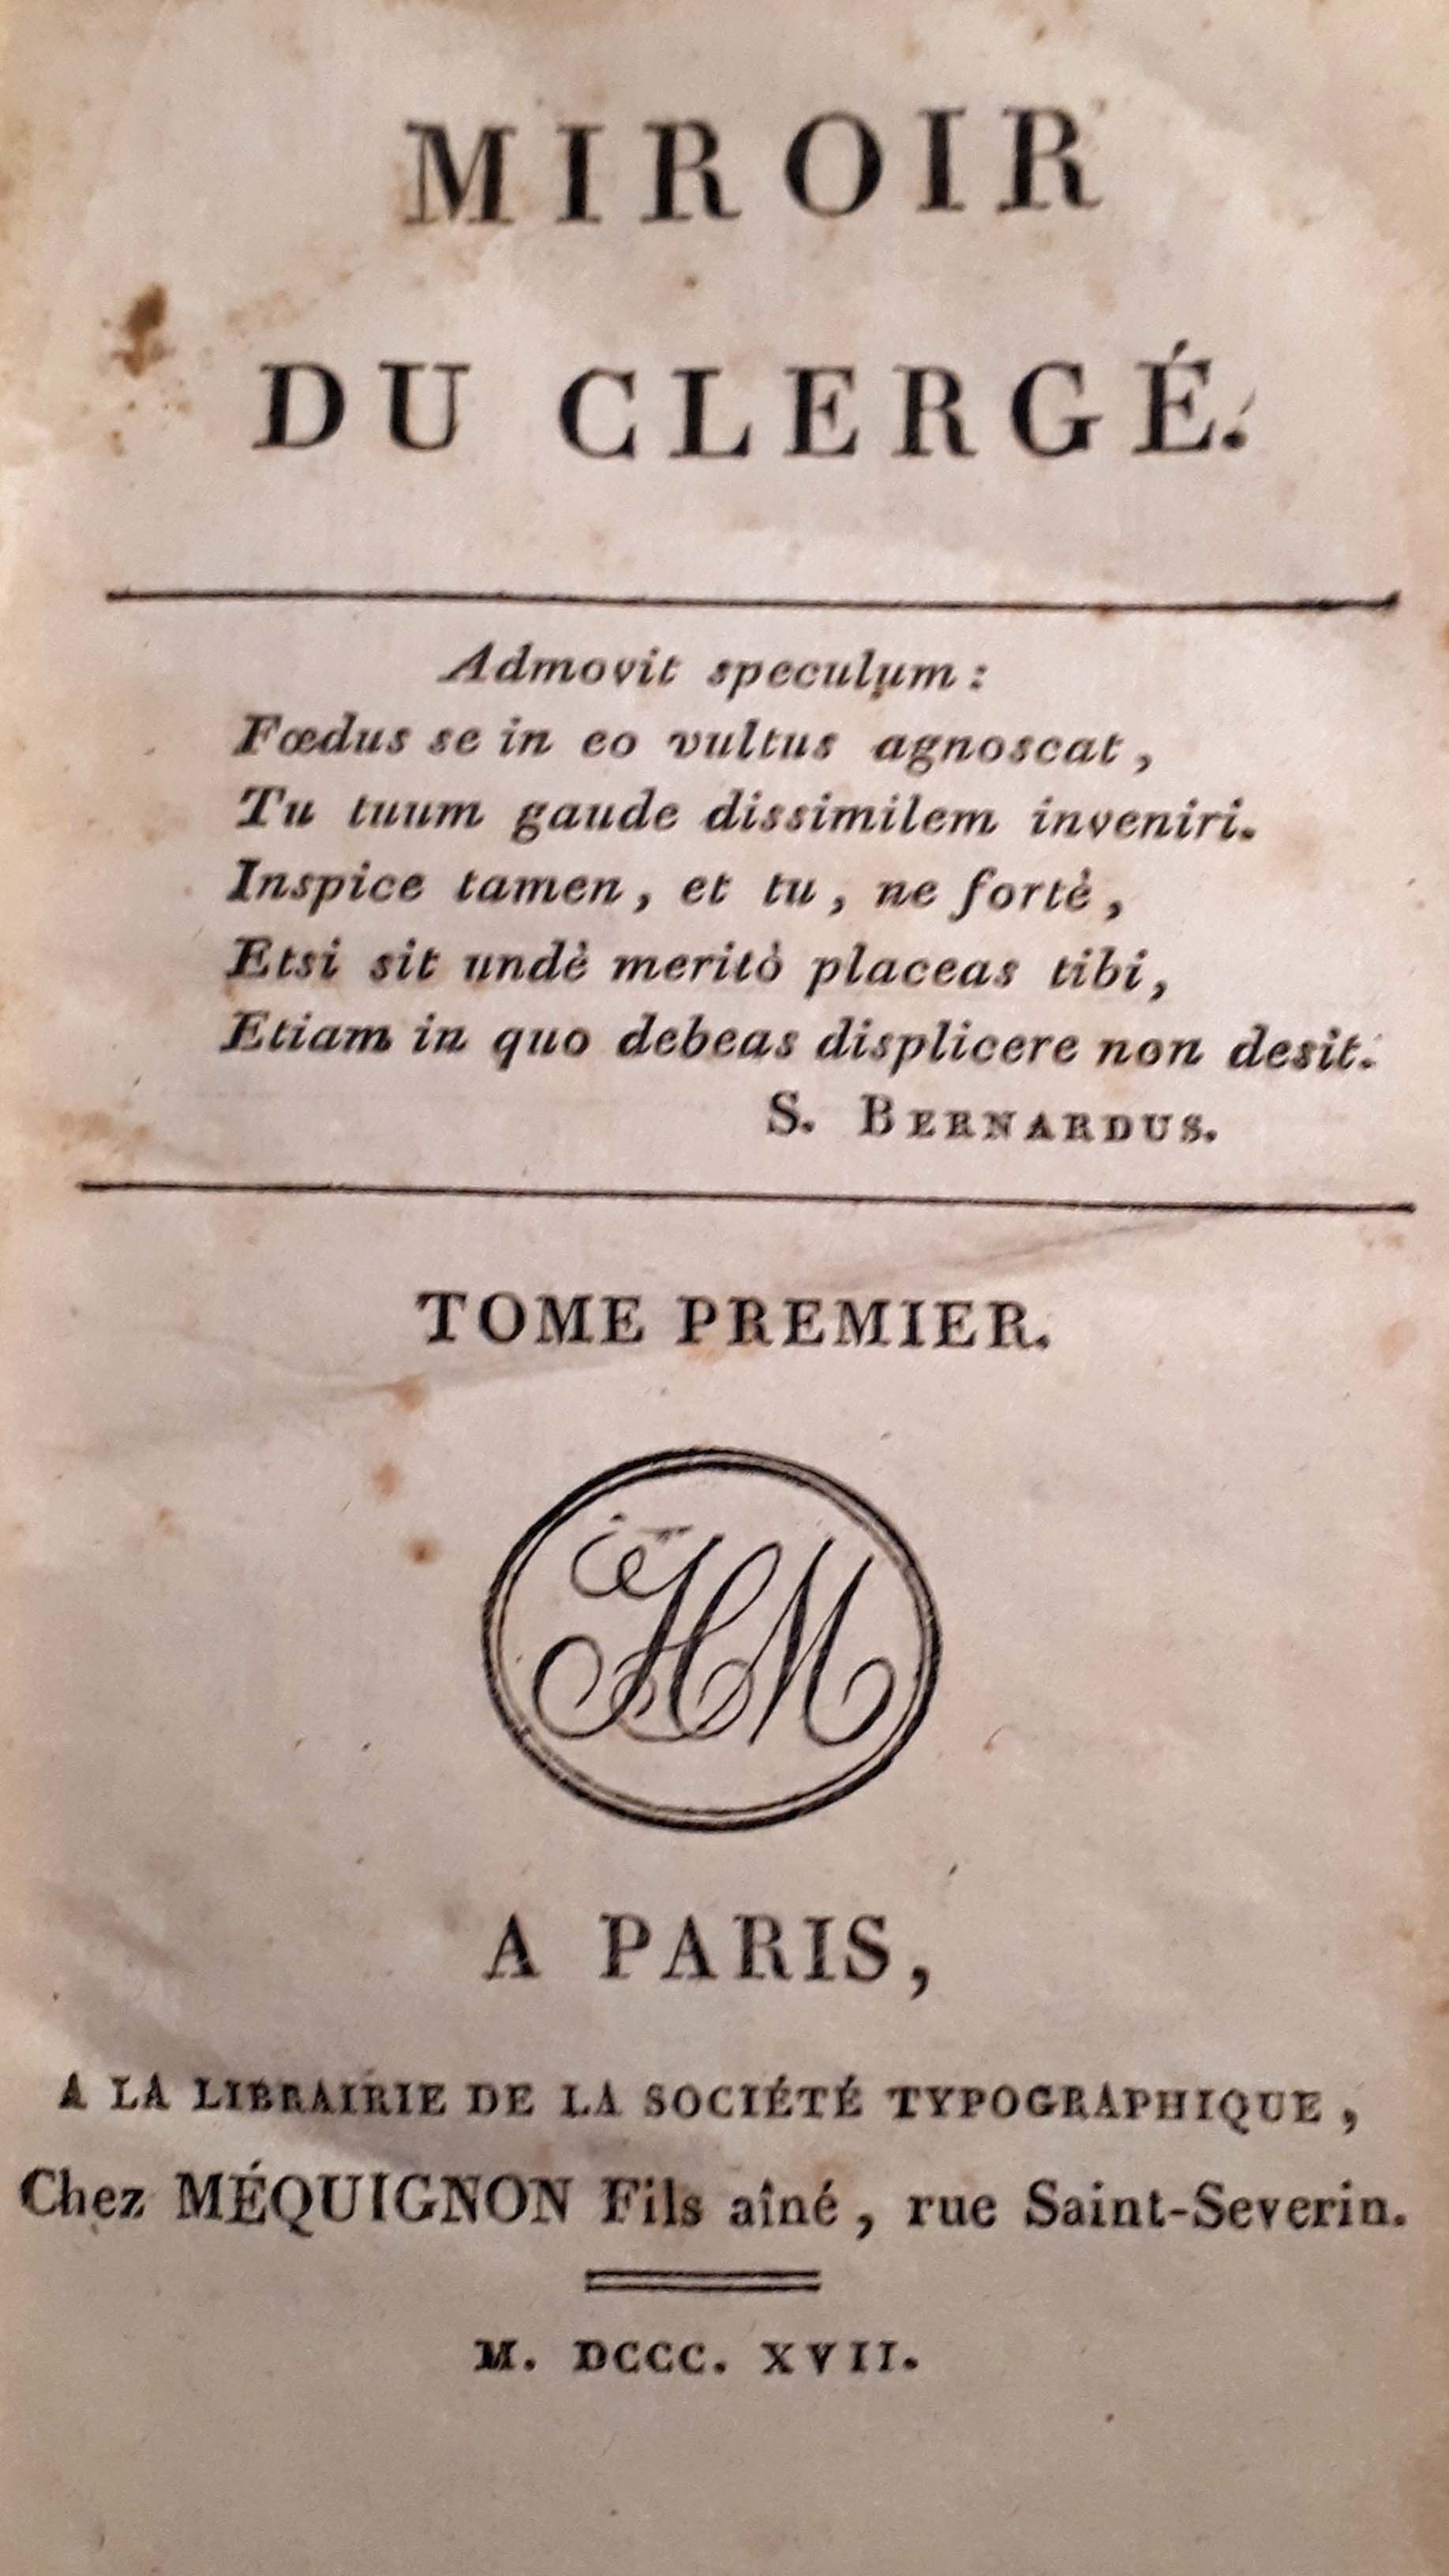 MIROIR
DU CLERGÉ.
Admovit speculum :
Fœdus se in eo vultus agnoscat ,
Tu tuum gaude dissimilem inveniri.
Inspice tamen , et tu , ne fortè ,
Etsi sit undè meritò placeas tibi ,
Etiam in quo debeas displicere non desit.
S. BERNARDUS.
TOME PREMIER.
HM
A PARIS ,
A LA LIBRAIRIE DE LA SOCIÉTÉ TYPOGRAPHIQUE ,
Chez MÉQUIGNON Fils aîné , rue Saint-Severin.
M. DCCC. XVII.